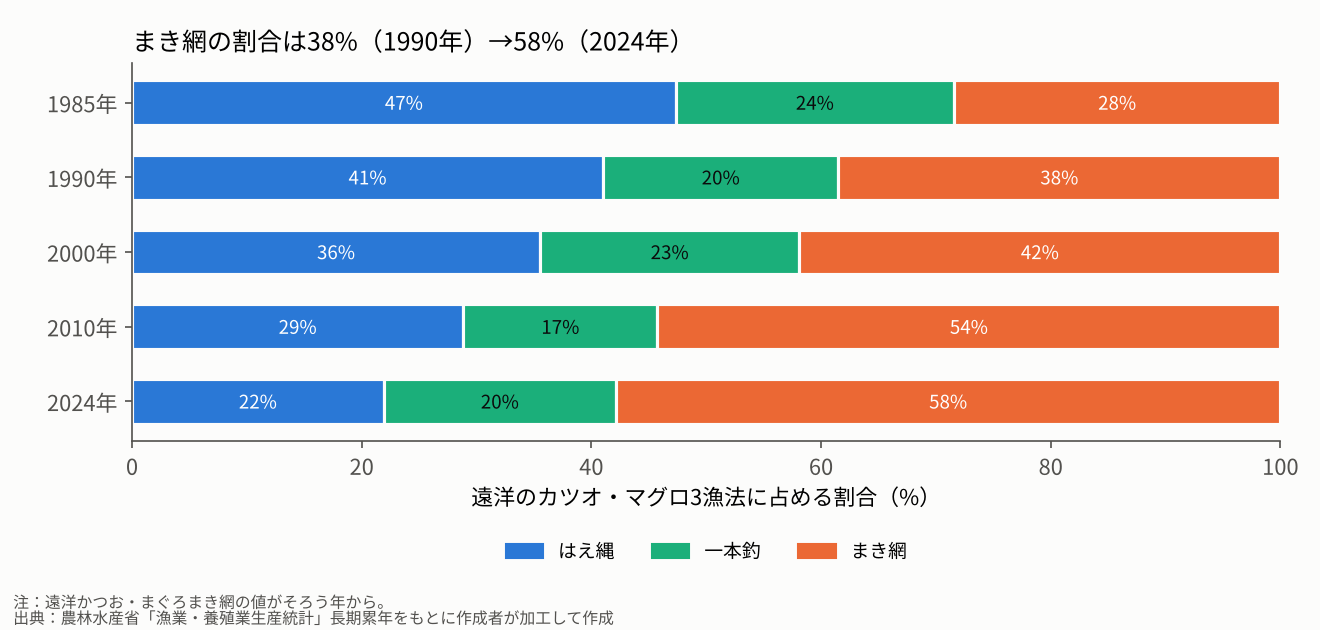 まき網の割合は38%（1990年）→58%（2024年）
1985年 47% 24% 28%
1990年 41% 20% 38%
2000年 36% 23% 42%
2010年 29% 17% 54%
2024年 22% 20% 58%
0 20 40 60 80 100
遠洋のカツオ・マグロ3漁法に占める割合（%）
はえ縄 一本釣 まき網
注：遠洋かつお・まぐろまき網の値がそろう年から。
出典：農林水産省「漁業・養殖業生産統計」長期累年をもとに作成者が加工して作成